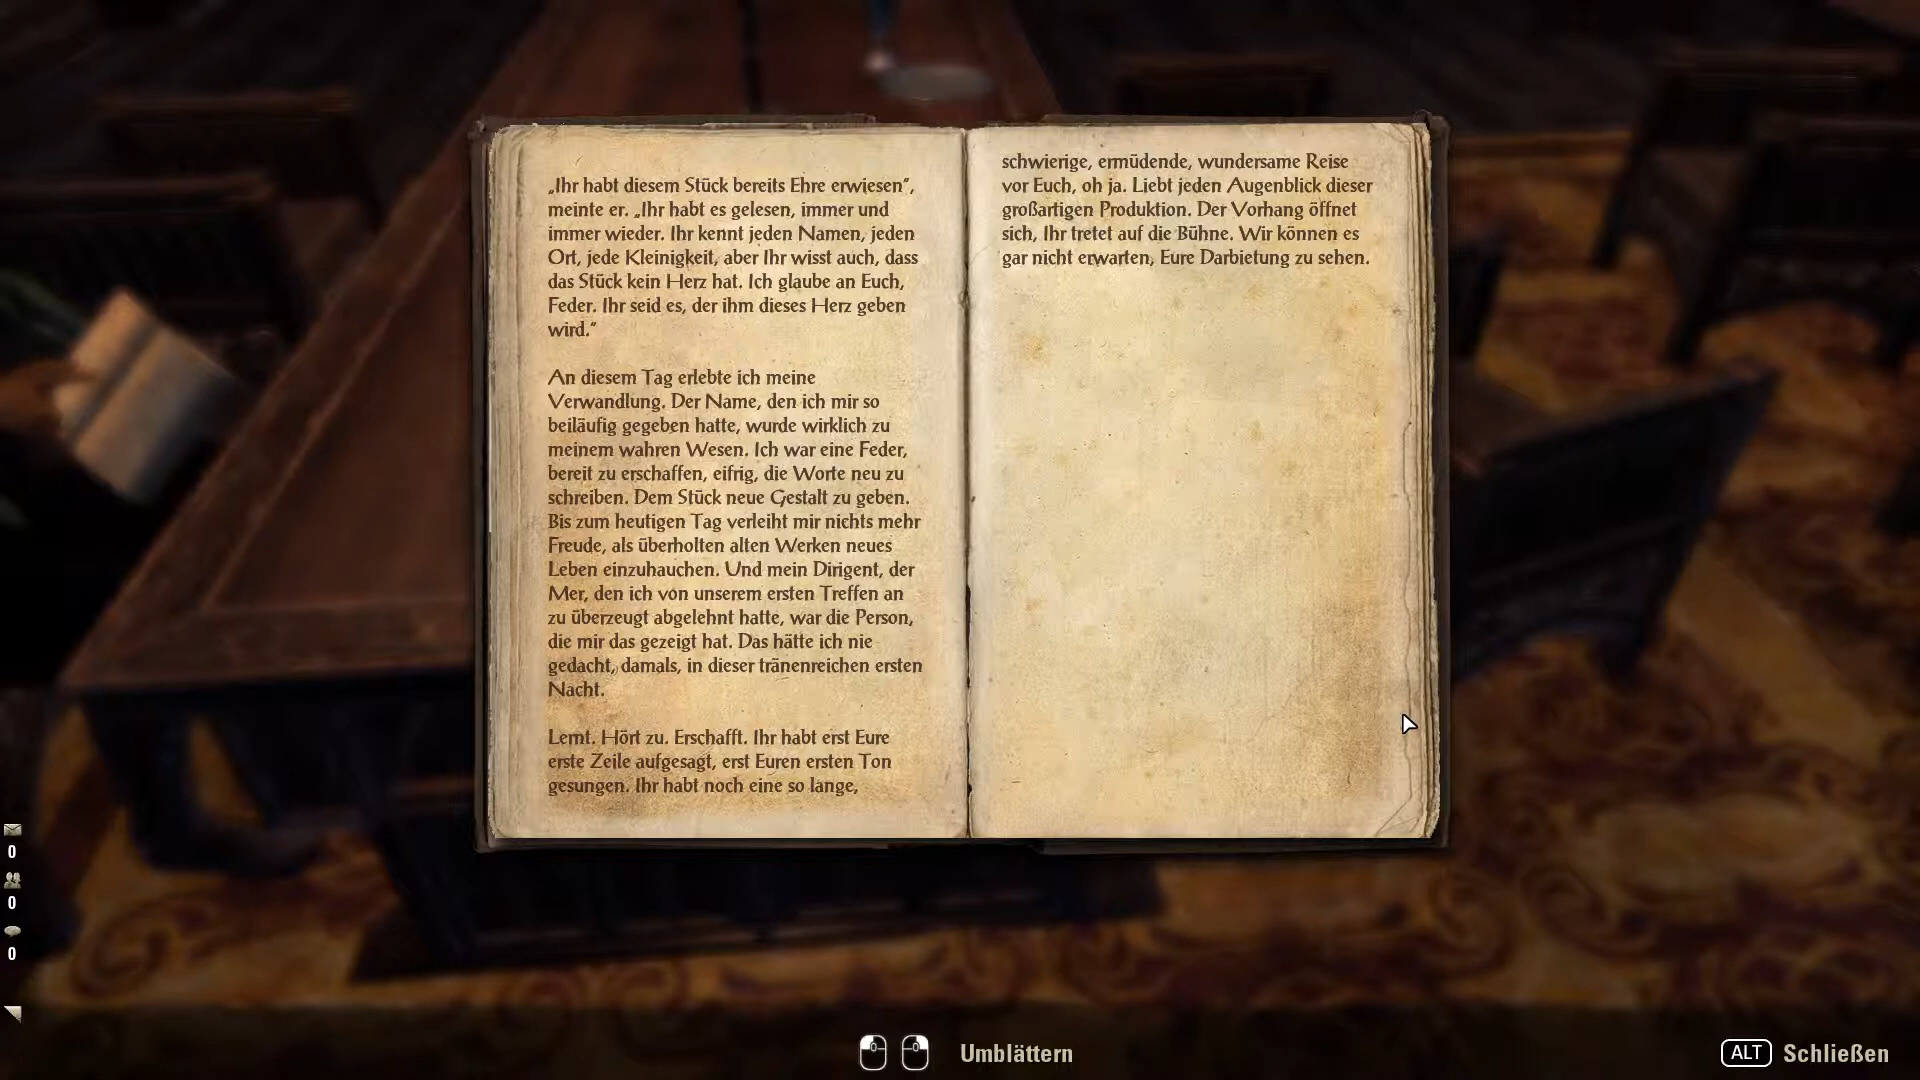 „Ihr habt diesem Stück bereits Ehre erwiesen“,
meinte er. „Ihr habt es gelesen, immer und
immer wieder. Ihr kennt jeden Namen, jeden
Ort, jede Kleinigkeit, aber Ihr wisst auch, dass
das Stück kein Herz hat. Ich glaube an Euch,
Feder. Ihr seid es, der ihm dieses Herz geben
wird.“
An diesem Tag erlebte ich meine
Verwandlung. Der Name, den ich mir so
beiläufig gegeben hatte, wurde wirklich zu
meinem wahren Wesen. Ich war eine Feder,
bereit zu erschaffen, eifrig, die Worte neu zu
schreiben. Dem Stück neue Gestalt zu geben.
Bis zum heutigen Tag verleiht mir nichts mehr
Freude, als überholten alten Werken neues
Leben einzuhauchen. Und mein Dirigent, der
Mer, den ich von unserem ersten Treffen an
zu überzeugt abgelehnt hatte, war die Person,
die mir das gezeigt hat. Das hätte ich nie
gedacht, damals, in dieser tränenreichen ersten
Nacht.
Lernt. Hört zu. Erschafft. Ihr habt erst Eure
erste Zeile aufgesagt, erst Euren ersten Ton
gesungen. Ihr habt noch eine so lange,
schwierige, ermüdende, wundersame Reise
vor Euch, oh ja. Liebt jeden Augenblick dieser
großartigen Produktion. Der Vorhang öffnet
sich, Ihr tretet auf die Bühne. Wir können es
gar nicht erwarten, Eure Darbietung zu sehen.
0
0
0
Umblättern
ALT Schließen